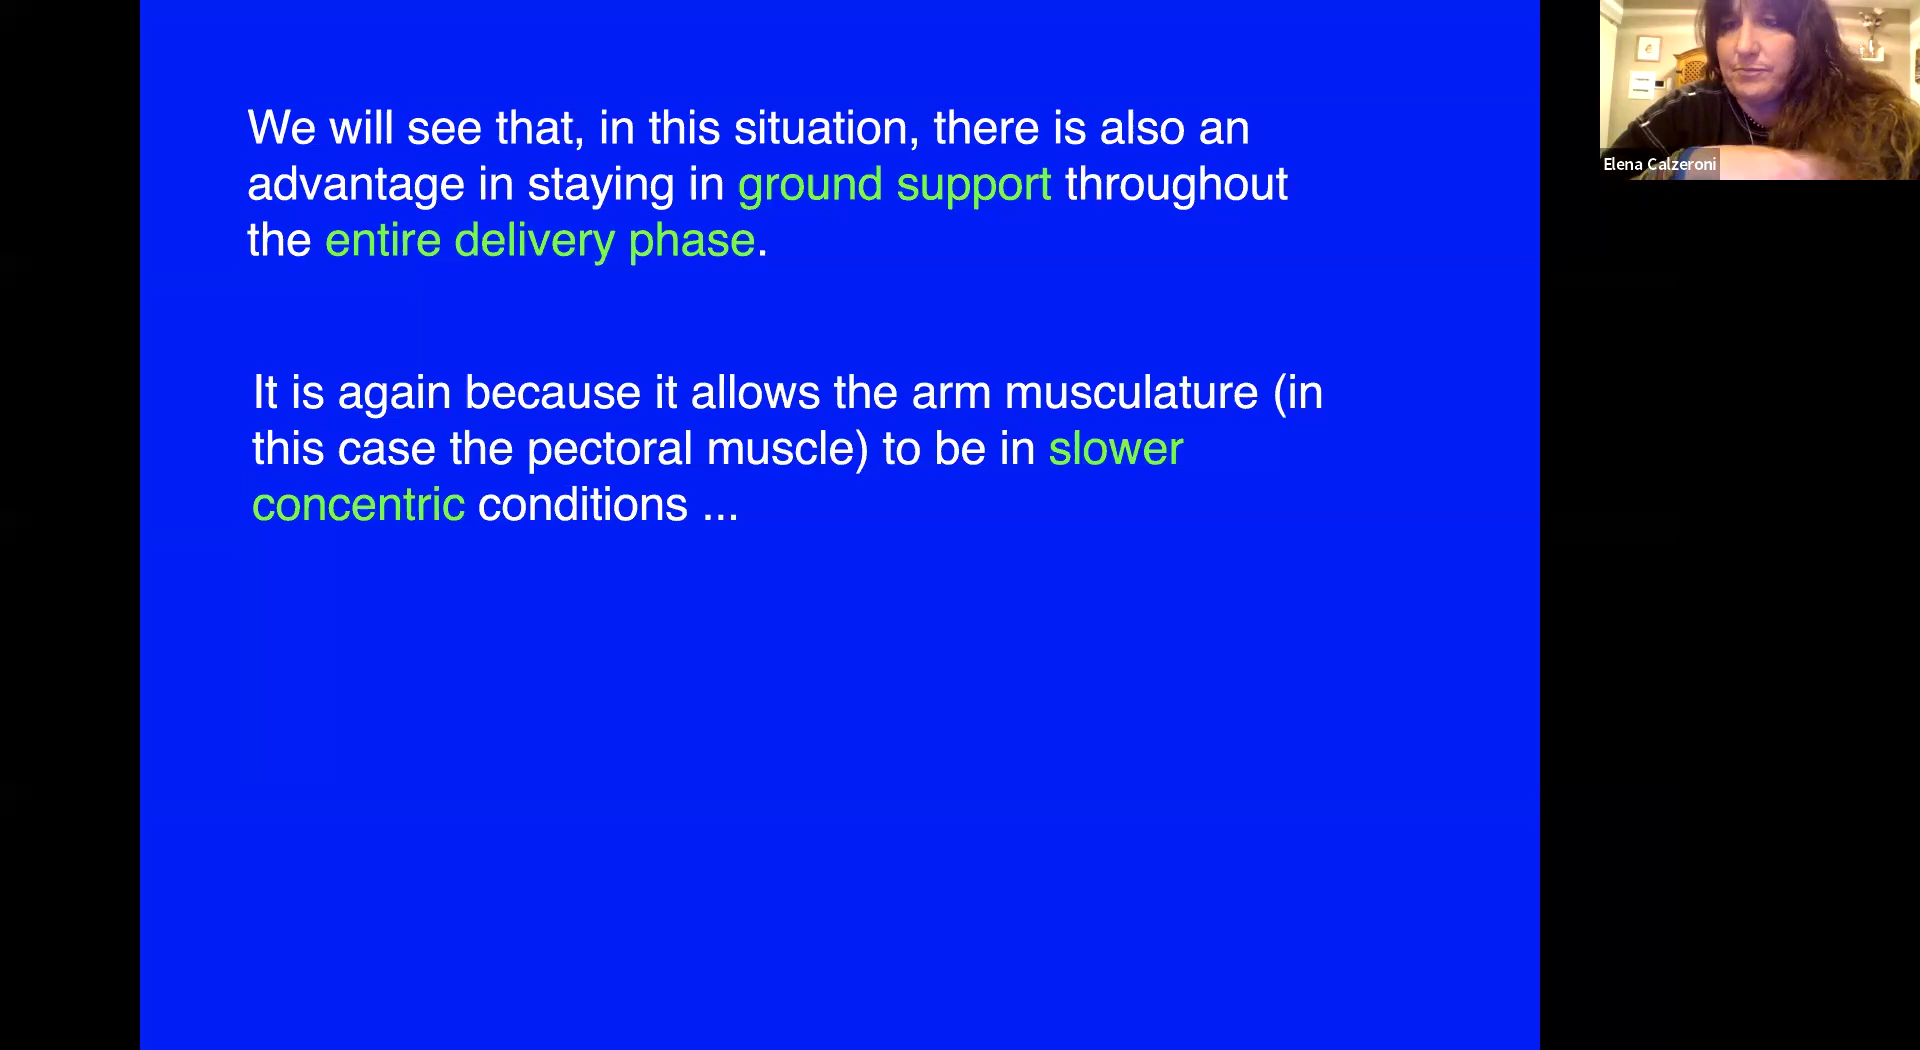 We will see that, in this situation, there is also an
advantage in staying in ground support throughout
the entire delivery phase.
It is again because it allows the arm musculature (in
this case the pectoral muscle) to be in slower
concentric conditions ...
Elena Calzeroni